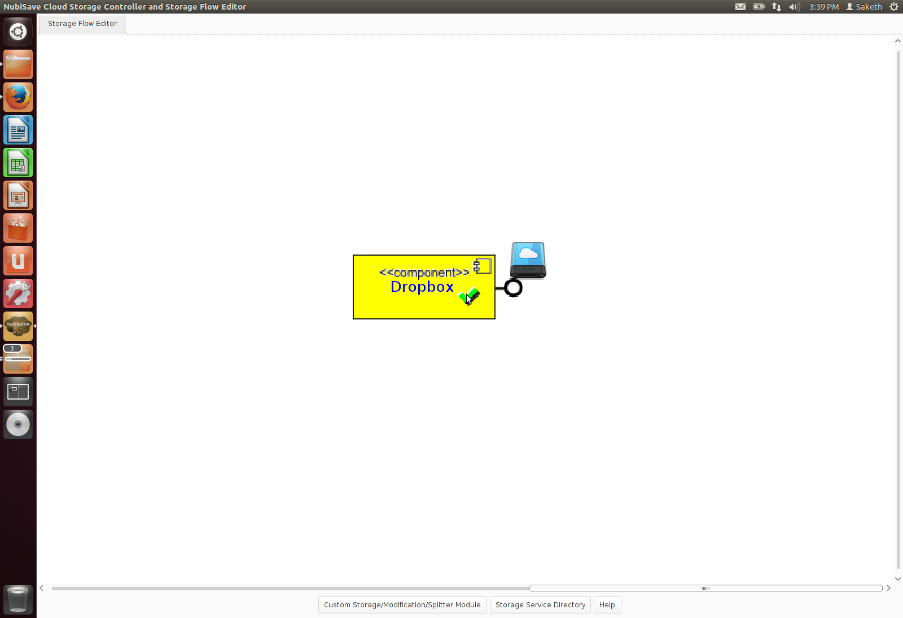 NubiSave Cloud Storage Controller and Storage Flow Editor
3:39 PM
Saketh
Storage Flow Editor
<<component>>
Dropbox
nubisave
Custom Storage/Modification/Splitter Module
Storage Service Directory
Help